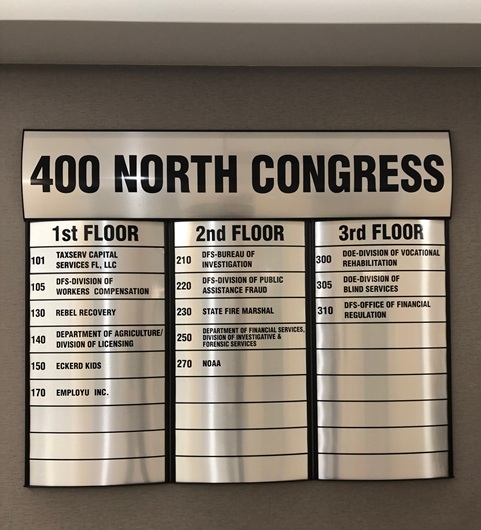 400 NORTH CONGRESS
1st FLOOR
101 TAXSERV CAPITAL
SERVICES FL, LLC
105 DFS-DIVISION OF
WORKERS COMPENSATION
130 REBEL RECOVERY
140 DEPARTMENT OF AGRICULTURE/
DIVISION OF LICENSING
150 ECKERD KIDS
170 EMPLOYU INC.
2nd FLOOR
210 DFS-BUREAU OF
INVESTIGATION
220 DFS-DIVISION OF PUBLIC
ASSISTANCE FRAUD
230 STATE FIRE MARSHAL
250 DEPARTMENT OF FINANCIAL SERVICES,
DIVISION OF INVESTIGATIVE &
FORENSIC SERVICES
270 NOAA
3rd FLOOR
300 DOE-DIVISION OF VOCATIONAL
REHABILITATION
305 DOE-DIVISION OF
BLIND SERVICES
310 DFS-OFFICE OF FINANCIAL
REGULATION